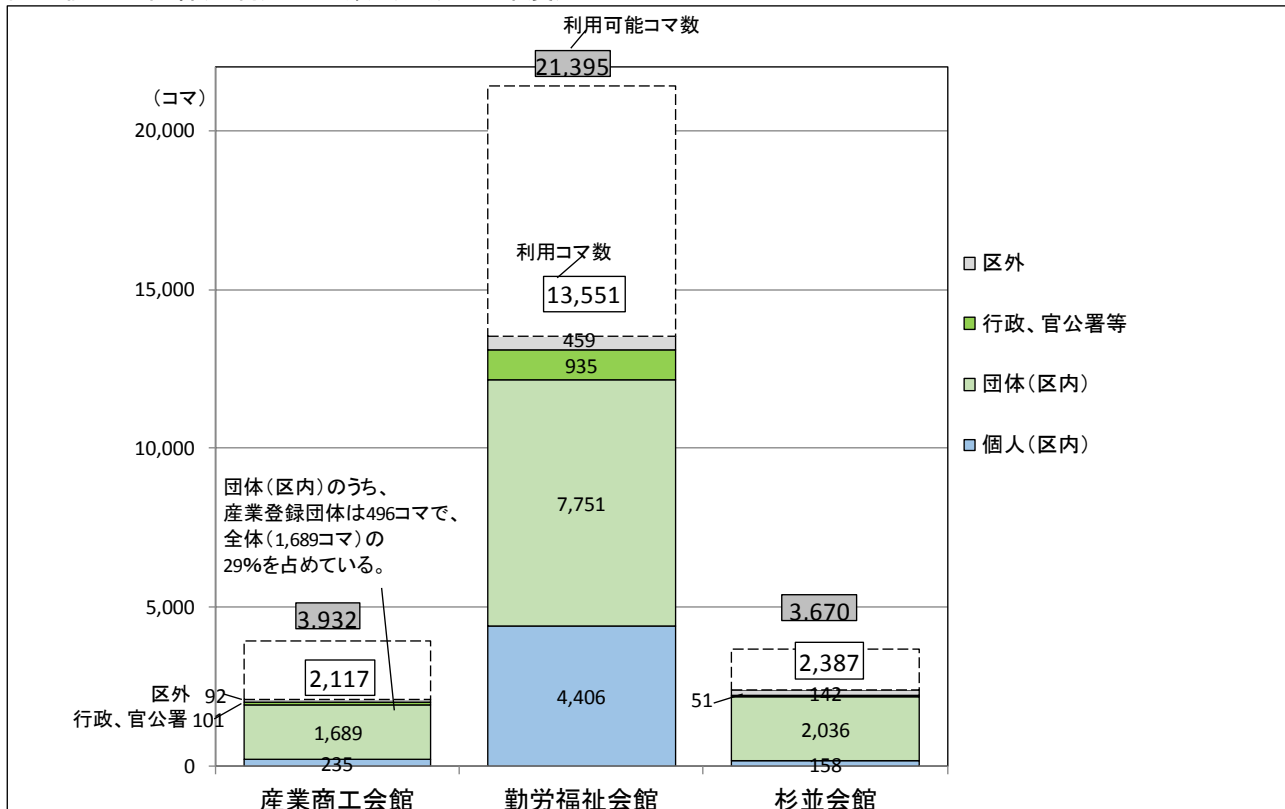 利用可能コマ数
21,395
(コマ)
20,000
15,000
10,000
5,000
0
利用コマ数
13,551
459
935
7,751
4,406
団体(区内)のうち、
産業登録団体は496コマで、
全体(1,689コマ)の
29%を占めている。
3,932
2,117
区外 92
行政、官公署 101
1,689
235
3,670
2,387
142
51
2,036
158
産業商工会館
勤労福祉会館
杉並会館
区外
行政、官公署等
団体(区内)
個人(区内)